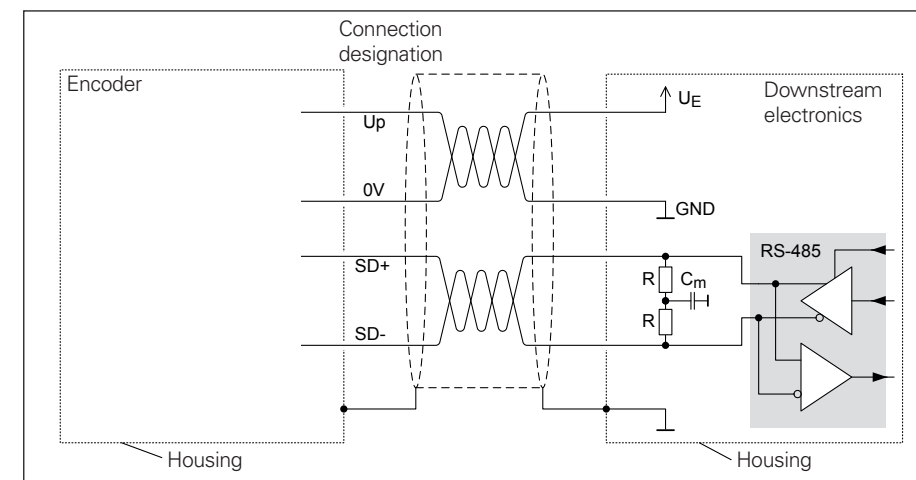 Connection
designation
Encoder
Downstream
electronics
Up
U_E
0V
GND
SD+
RS-485
R
C_m
R
SD-
Housing
Housing